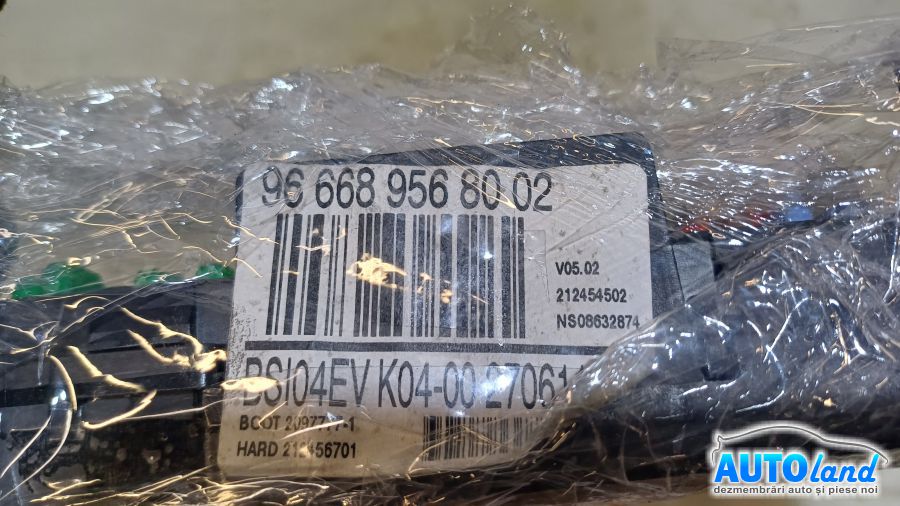 96 668 956 80 02
V05.02
212454502
NS08632874
BSI04EV K04-00
BOOT
HARD
AUTOland
dezmembrări auto și piese noi